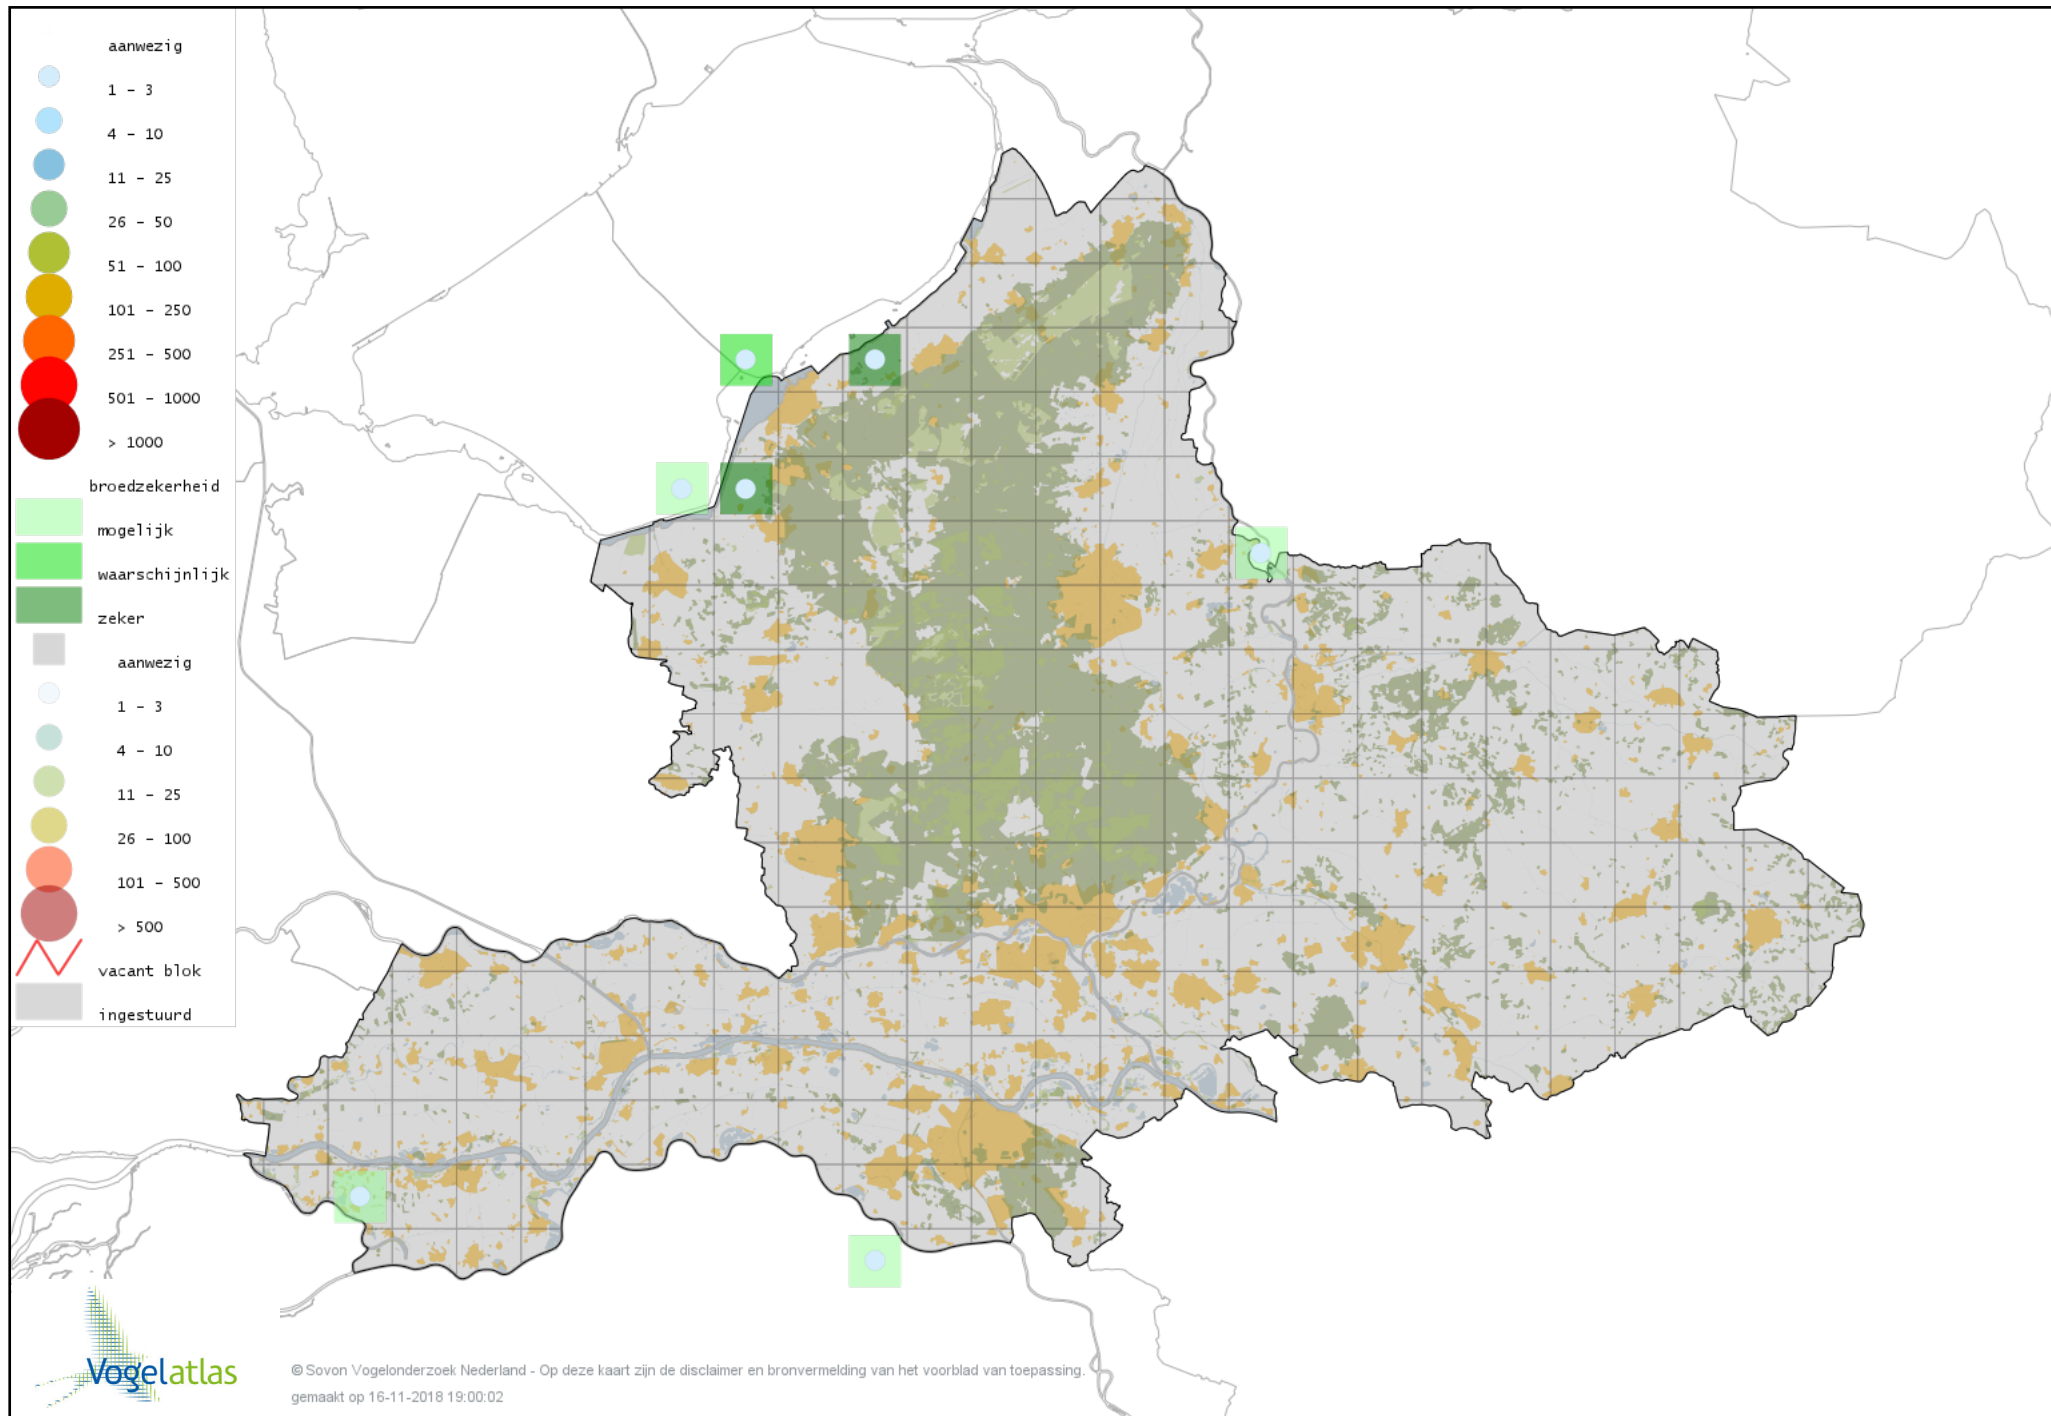 aanwezig
1 - 3
4 - 10
11 - 25
26 - 50
51 - 100
101 - 250
251 - 500
501 - 1000
> 1000
broedzekerheid
mogelijk
waarschijnlijk
zeker
aanwezig
1 - 3
4 - 10
11 - 25
26 - 100
101 - 500
> 500
vacant blok
ingestuurd
Vogelatlas
© Sovon Vogelonderzoek Nederland - Op deze kaart zijn de disclaimer en bronvermelding van het voorblad van toepassing.
gemaakt op 16-11-2018 19:00:02